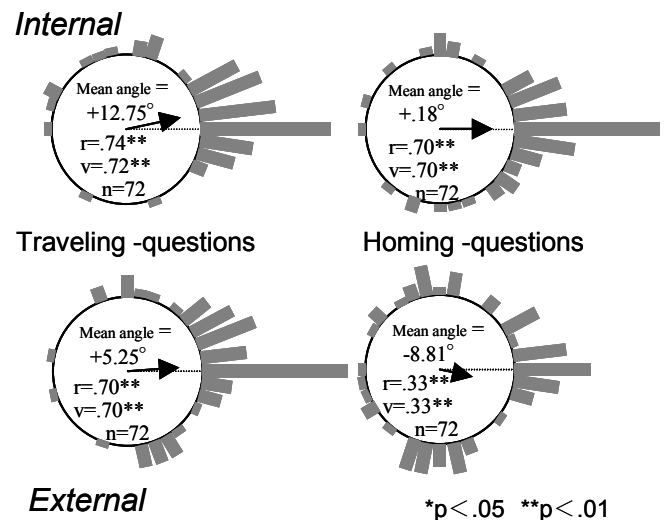 Internal
Mean angle =
+12.75°
r=.74**
v=.72**
n=72
Mean angle =
+.18°
r=.70**
v=.70**
n=72
Traveling -questions
Homing -questions
Mean angle =
+5.25°
r=.70**
v=.70**
n=72
Mean angle =
-8.81°
r=.33**
v=.33**
n=72
External
*p<.05 **p<.01